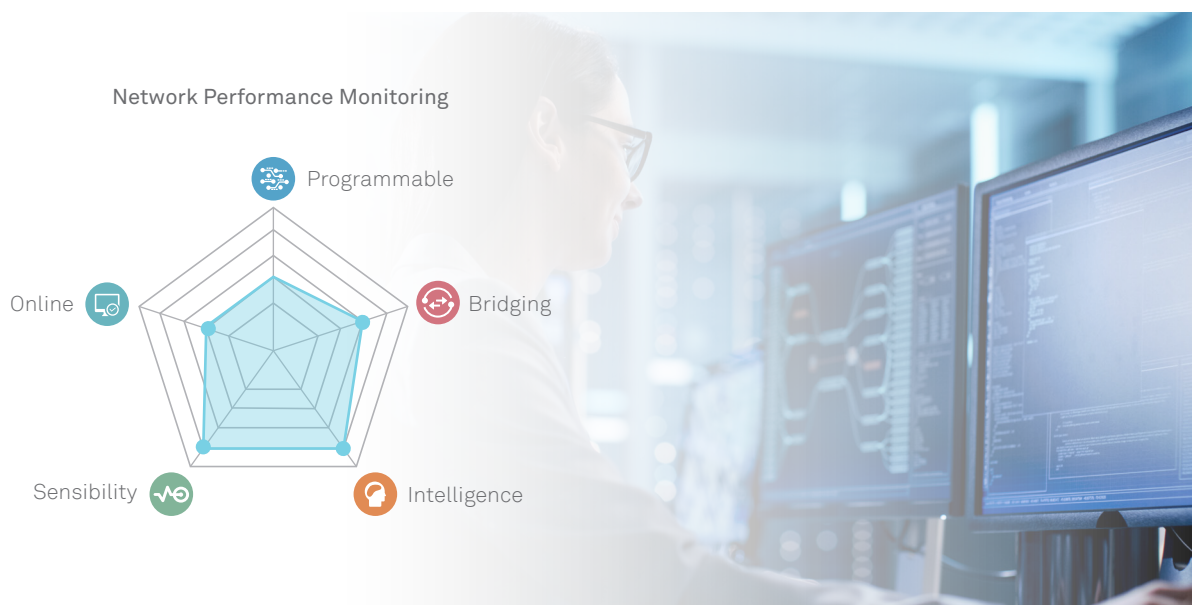 Network Performance Monitoring
Programmable
Online
Bridging
Sensibility
Intelligence